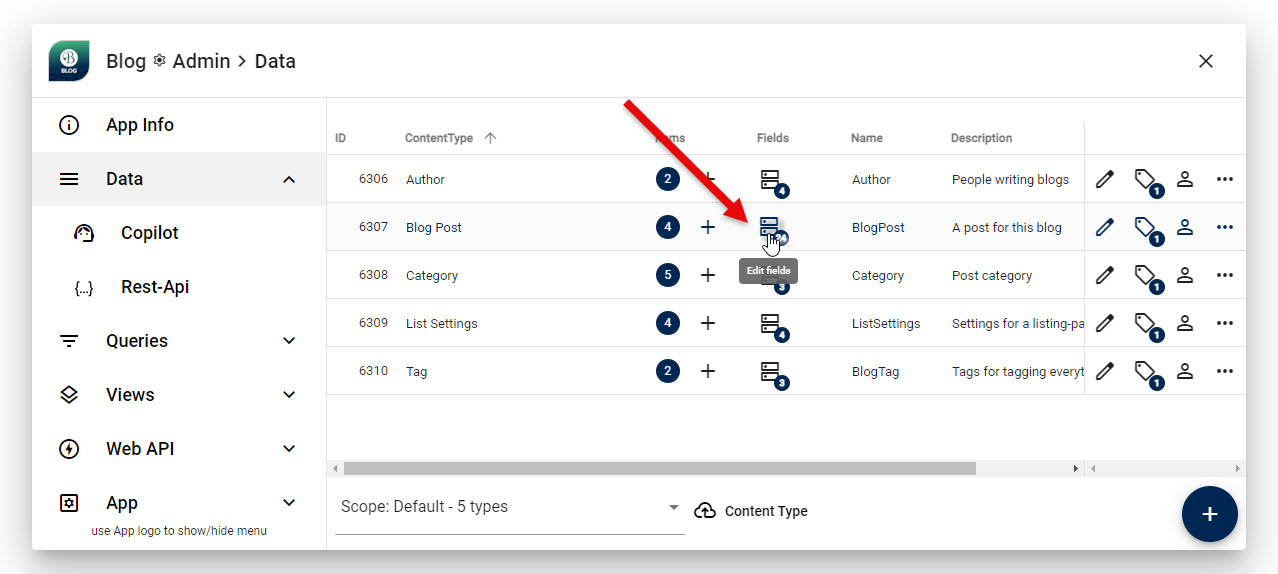 Blog Admin > Data
BLOG
App Info
Data
Copilot
{...} Rest-Api
Queries
Views
Web API
App
use App logo to show/hide menu
ID ContentType Fields Name Description
6306 Author 2 + 4 Author People writing blogs 1 ...
6307 Blog Post 4 + BlogPost A post for this blog 1 ...
Edit fields
6308 Category 5 + 3 Category Post category 1 ...
6309 List Settings 4 + 4 ListSettings Settings for a listing-pa 1 ...
6310 Tag 2 + 3 BlogTag Tags for tagging everyt 1 ...
Scope: Default - 5 types
Content Type
+